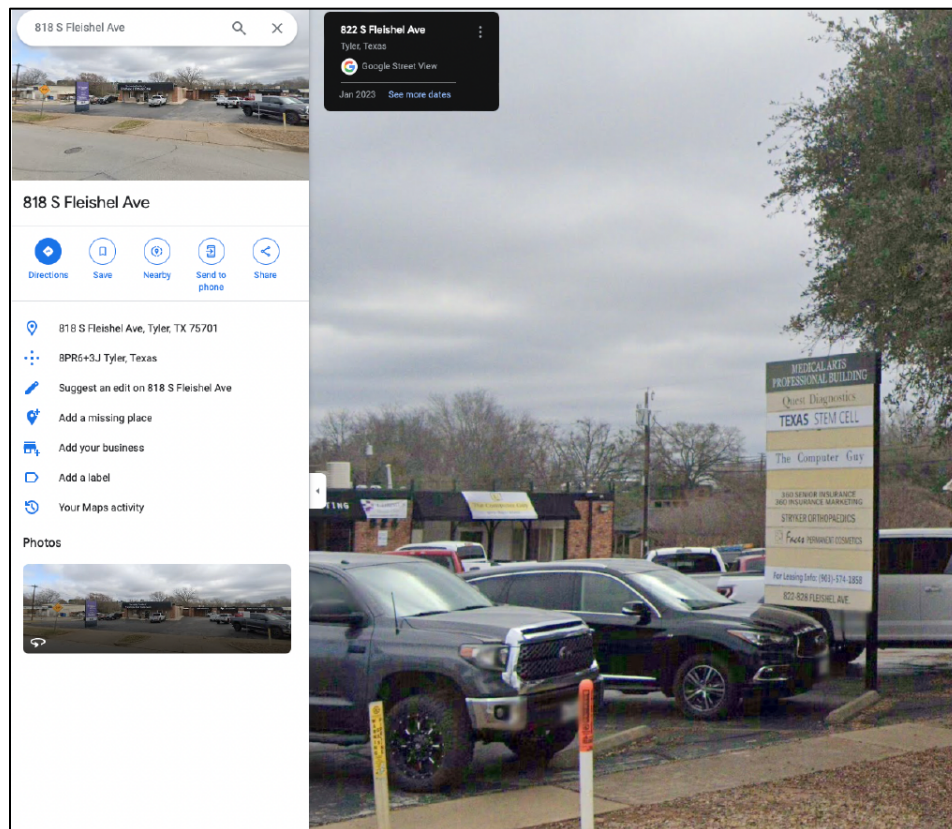 818 S Fleishel Ave
818 S Fleishel Ave
Directions
Save
Nearby
Send to
phone
Share
818 S Fleishel Ave, Tyler, TX 75701
8PR6+3J Tyler, Texas
Suggest an edit on 818 S Fleishel Ave
Add a missing place
Add your business
Add a label
Your Maps activity
Photos
822 S Fleishel Ave
Tyler, Texas
Google Street View
Jan 2023 See more dates
MEDICAL ARTS
PROFESSIONAL BUILDING
Quest Diagnostics
TEXAS STEM CELL
The Computer Guy
360 SENIOR INSURANCE
360 INSURANCE MARKETING
STRYKER ORTHOPAEDICS
Faces PERMANENT COSMETICS
For Leasing Info: (903)-574-1858
822-828 FLEISHEL AVE.
TING